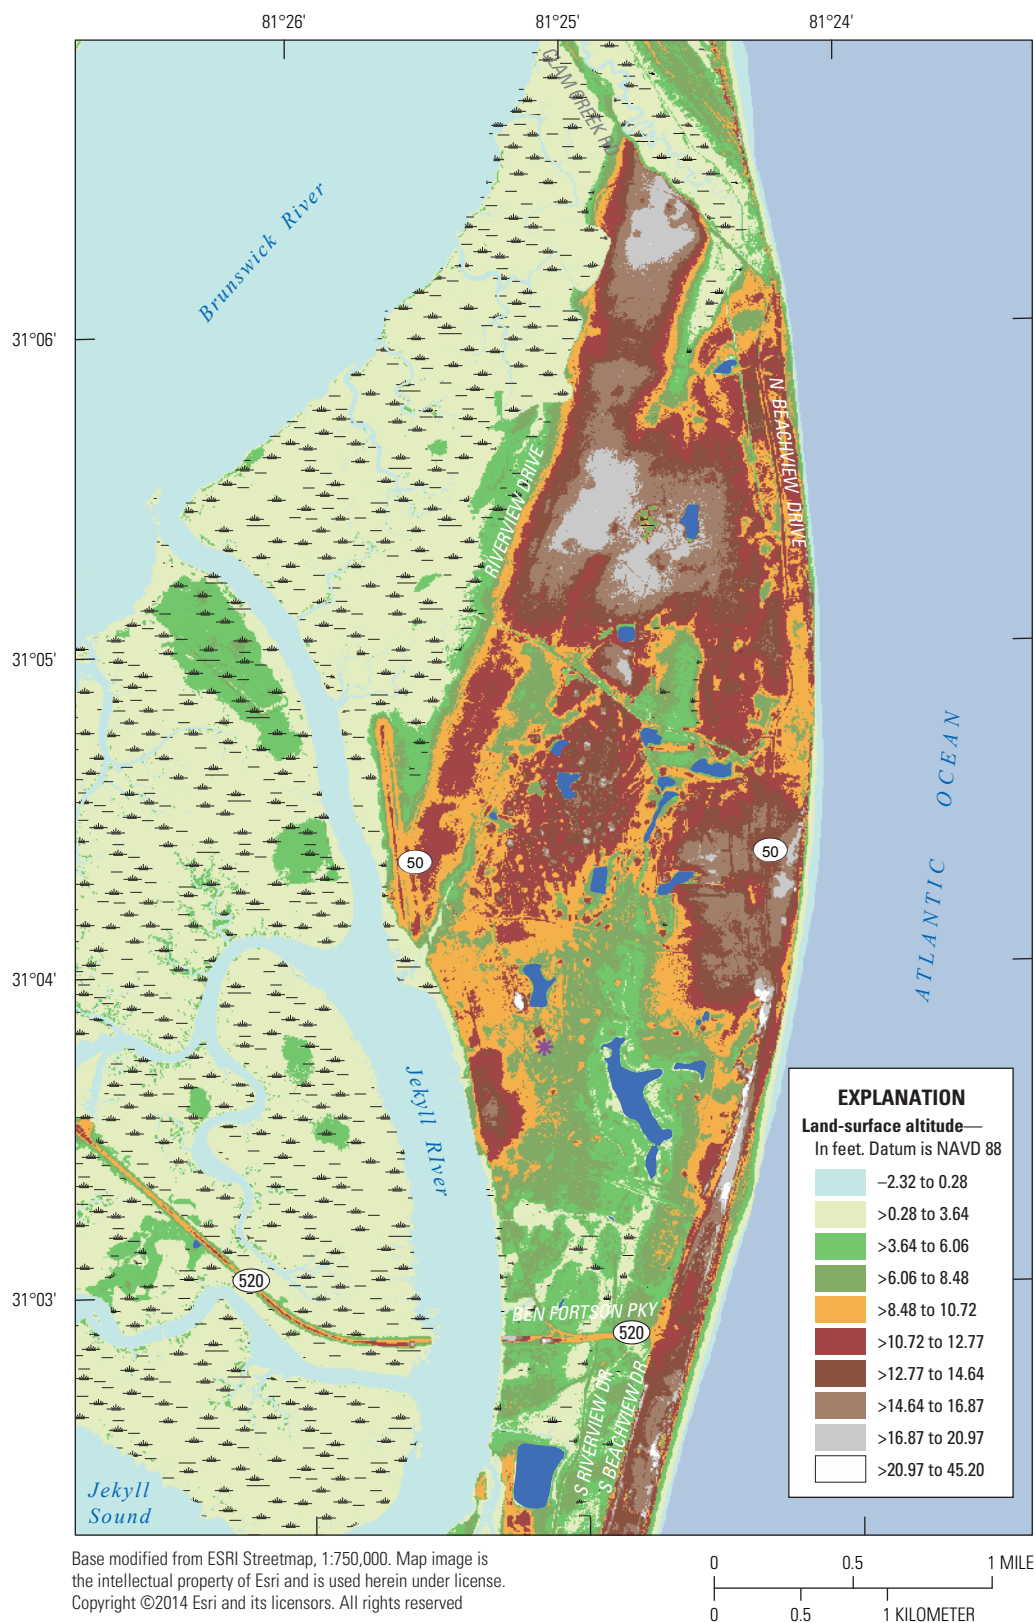 81°26'
81°25'
81°24'
CLAM CREEK RD
Brunswick River
31°06'
N. BEACHVIEW DRIVE
RIVERVIEW DRIVE
31°05'
ATLANTIC OCEAN
50
50
31°04'
Jekyll RIver
EXPLANATION
Land-surface altitude—
In feet. Datum is NAVD 88
–2.32 to 0.28
>0.28 to 3.64
>3.64 to 6.06
>6.06 to 8.48
>8.48 to 10.72
>10.72 to 12.77
>12.77 to 14.64
>14.64 to 16.87
>16.87 to 20.97
>20.97 to 45.20
520
31°03'
BEN FORTSON PKY
520
S RIVERVIEW DR
S BEACHVIEW DR
Jekyll
Sound
Base modified from ESRI Streetmap, 1:750,000. Map image is
the intellectual property of Esri and is used herein under license.
Copyright ©2014 Esri and its licensors. All rights reserved
0 0.5 1 MILE
0 0.5 1 KILOMETER